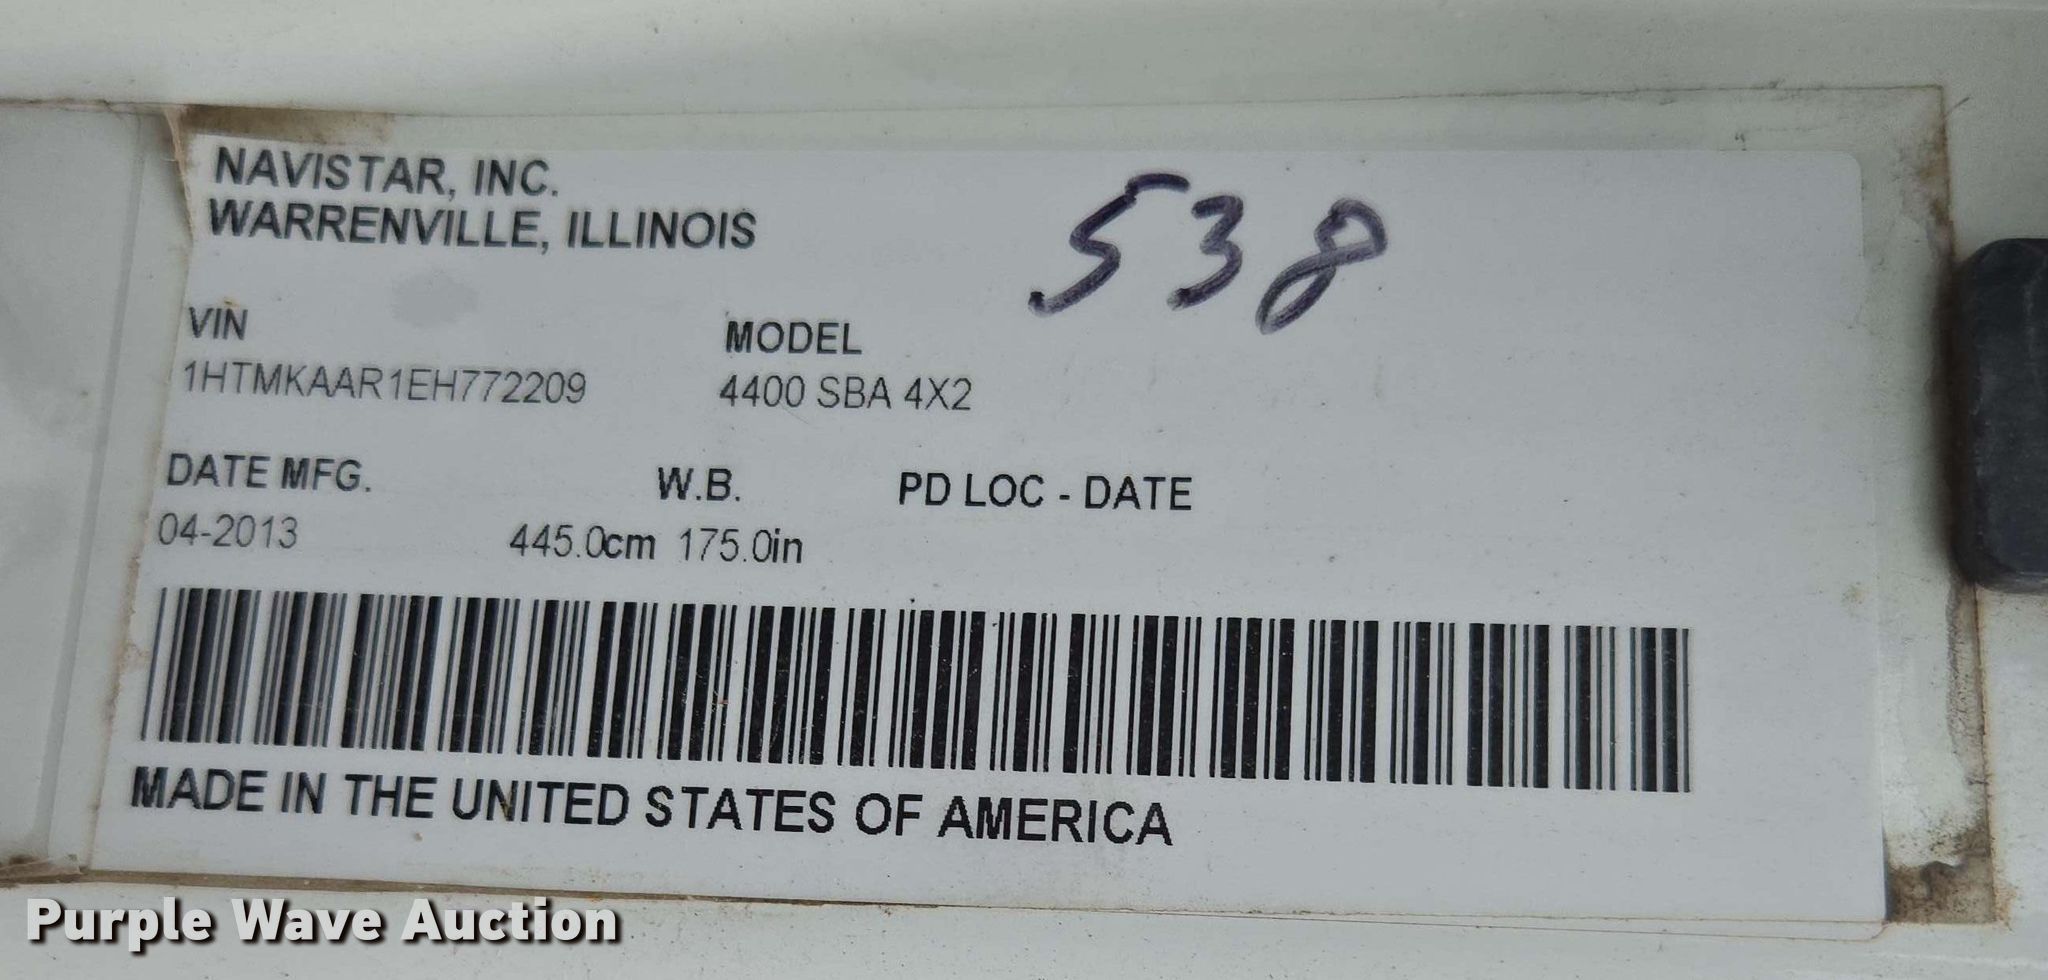 NAVISTAR, INC.
WARRENVILLE, ILLINOIS
538
VIN
1HTMKAAR1EH772209
MODEL
4400 SBA 4X2
DATE MFG.
04-2013
W.B.
445.0cm 175.0in
PD LOC - DATE
MADE IN THE UNITED STATES OF AMERICA
Purple Wave Auction